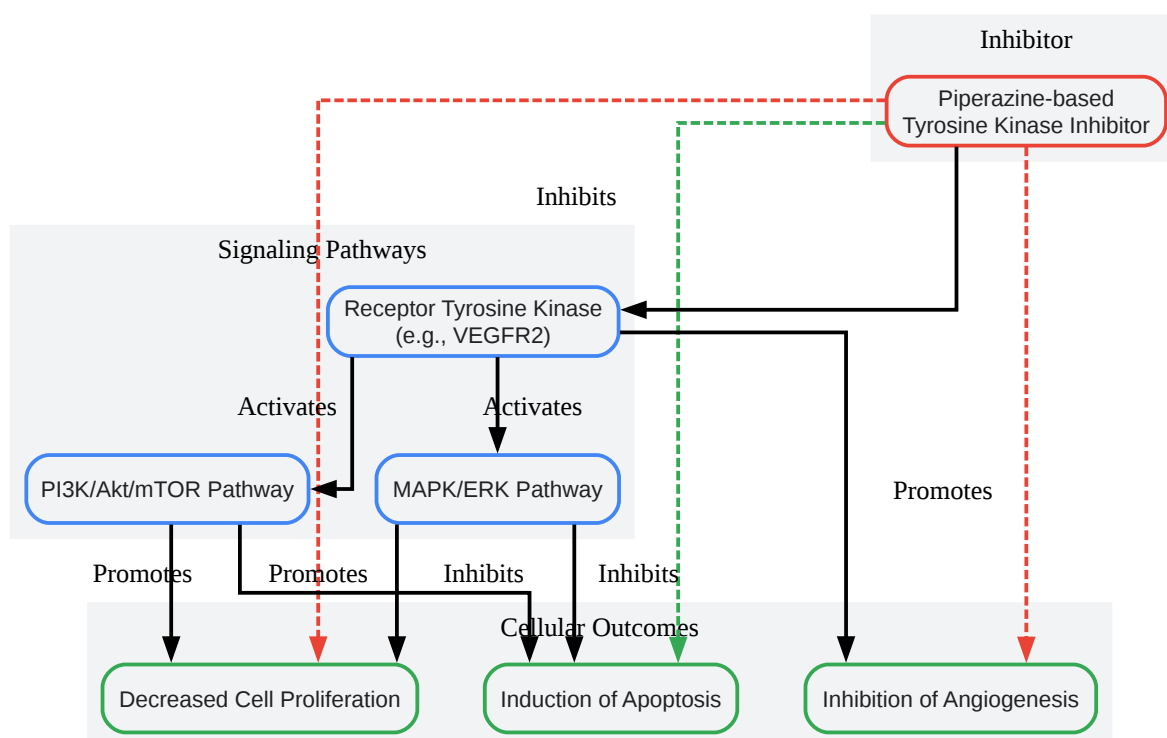 Inhibitor
Piperazine-based
Tyrosine Kinase Inhibitor
Inhibits
Signaling Pathways
Receptor Tyrosine Kinase
(e.g., VEGFR2)
Activates
Activates
PI3K/Akt/mTOR Pathway
MAPK/ERK Pathway
Promotes
Promotes
Promotes
Inhibits
Inhibits
Cellular Outcomes
Decreased Cell Proliferation
Induction of Apoptosis
Inhibition of Angiogenesis